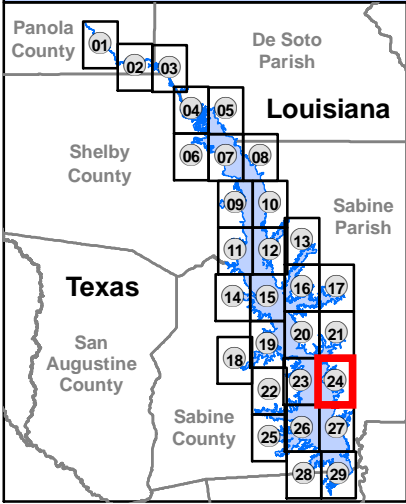 Panola
County
01
02
03
De Soto
Parish
04
05
Louisiana
Shelby
County
06
07
08
09
10
Sabine
Parish
11
12
13
Texas
14
15
16
17
San
Augustine
County
18
19
20
21
Sabine
County
22
23
24
25
26
27
28
29